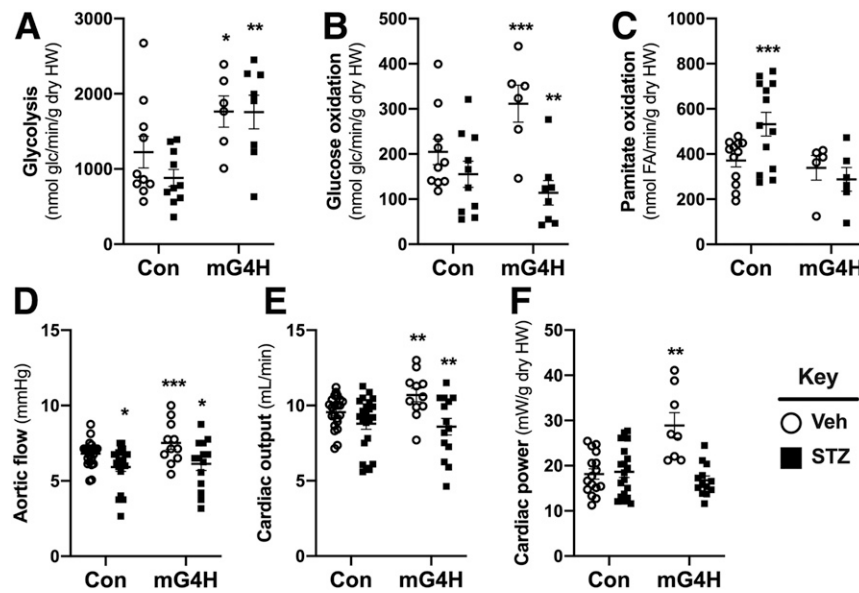 A
Glycolysis
(nmol glc/min/g dry HW)
3000
2000
1000
0
*
**
Con
mG4H
B
Glucose oxidation
(nmol glc/min/g dry HW)
500
400
300
200
100
0
***
**
Con
mG4H
C
Pamitate oxidation
(nmol FA/min/g dry HW)
1000
800
600
400
200
0
***
Con
mG4H
D
Aortic flow (mmHg)
15
10
5
0
*
***
*
Con
mG4H
E
Cardiac output (mL/min)
15
10
5
0
**
**
Con
mG4H
F
Cardiac power (mW/g dry HW)
50
40
30
20
10
0
**
Con
mG4H
Key
Veh
STZ